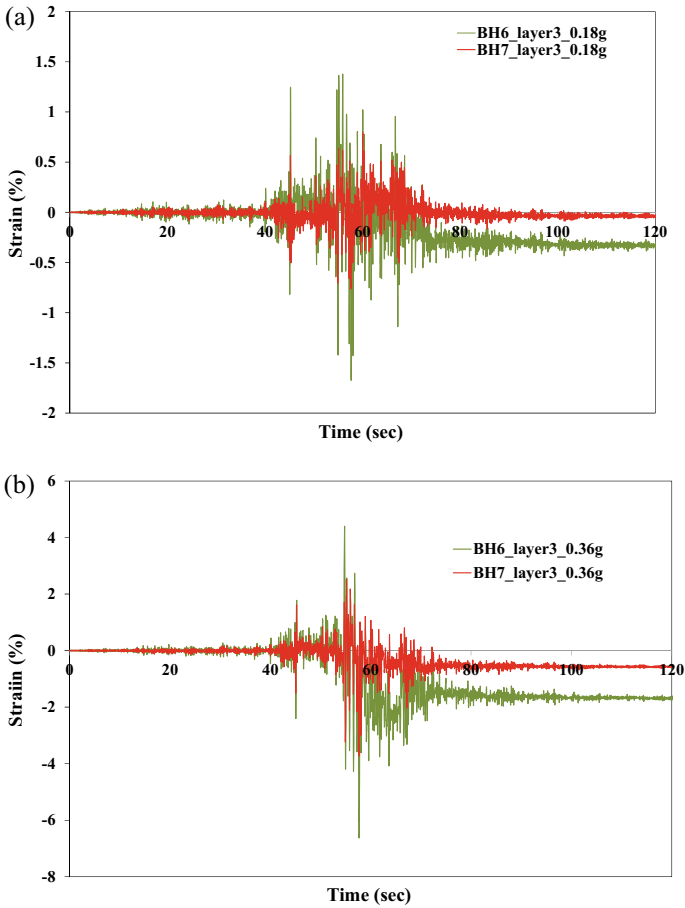 (a)
2
1.5
1
0.5
0
-0.5
-1
-1.5
-2
Strain (%)
BH6_layer3_0.18g
BH7_layer3_0.18g
0 20 40 60 80 100 120
Time (sec)
(b)
6
4
2
0
-2
-4
-6
-8
Straiin (%)
BH6_layer3_0.36g
BH7_layer3_0.36g
0 20 40 60 80 100 120
Time (sec)